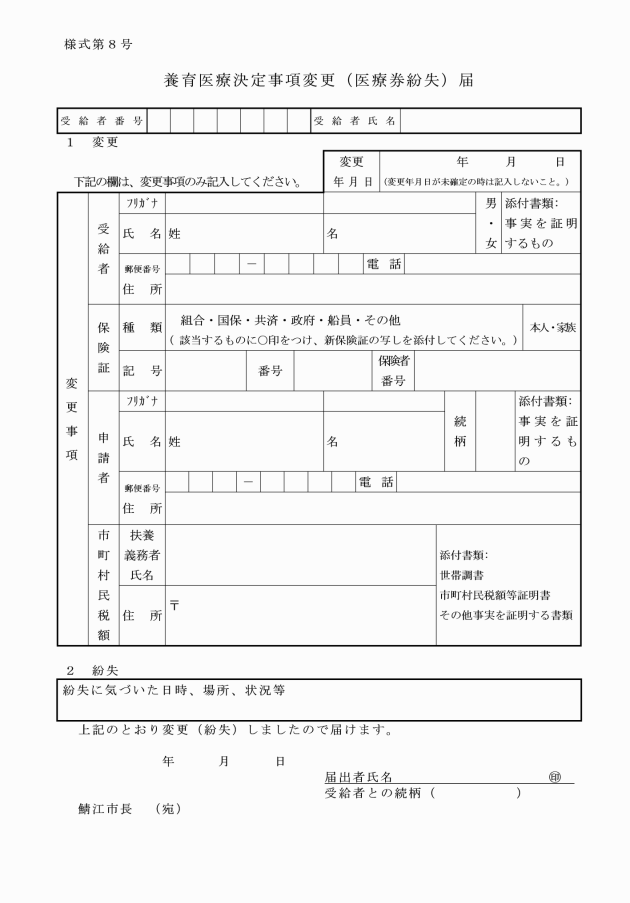 様式第８号
養育医療決定事項変更（医療券紛失）届
受給者番号 受給者氏名
１ 変更
変更 年 月 日
下記の欄は、変更事項のみ記入してください。 年月日 （変更年月日が未確定の時は記入しないこと。）
変更事項
受給者
ﾌﾘｶﾞﾅ
氏 名 姓 名
男・女
添付書類：
事実を証明
するもの
郵便番号 － 電 話
住 所
保険証
種 類
組合・国保・共済・政府・船員・その他
（ 該当するものに○印をつけ、新保険証の写しを添付してください。）
本人・家族
記 号 番号 保険者
番号
申請者
ﾌﾘｶﾞﾅ
氏 名 姓 名
続柄
添付書類：
事実を証
明するも
の
郵便番号 － 電 話
住 所
市町村民税額
扶養
義務者
氏名
住 所 〒
添付書類：
世帯調書
市町村民税額等証明書
その他事実を証明する書類
２ 紛失
紛失に気づいた日時、場所、状況等
上記のとおり変更（紛失）しましたので届けます。
年 月 日
届出者氏名 ㊞
受給者との続柄（ ）
鯖江市長 （宛）